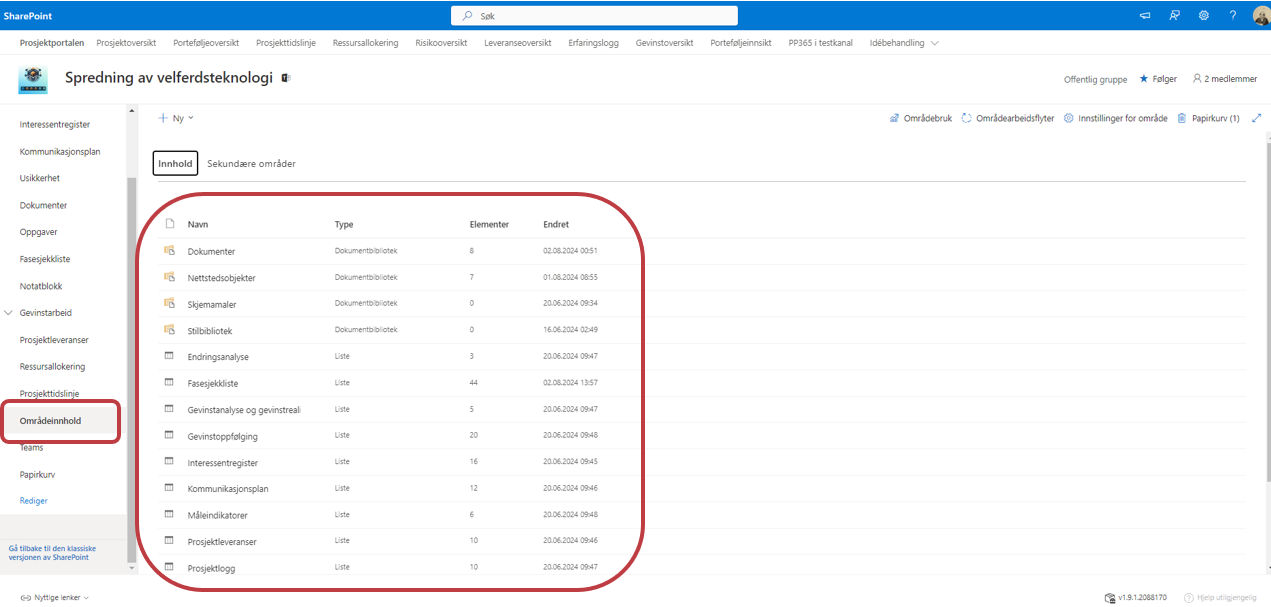 SharePoint
Søk
Prosjektportalen Prosjektoversikt Porteføljeoversikt Prosjekttidslinje Ressursallokering Risikooversikt Leveranseoversikt Erfaringslogg Gevinstoversikt Porteføljeinnsikt PP365 i testkanal Idébehandling
Spredning av velferdsteknologi
Offentlig gruppe Følger 2 medlemmer
Interessentregister
Kommunikasjonsplan
Usikkerhet
Dokumenter
Oppgaver
Fasesjekkliste
Notatblokk
Gevinstarbeid
Prosjektleveranser
Ressursallokering
Prosjekttidslinje
Områdeinnhold
Teams
Papirkurv
Rediger
Gå tilbake til den klassiske
versjonen av SharePoint
Ny
Områdebruk Områdearbeidsflyter Innstillinger for område Papirkurv (1)
Innhold Sekundære områder
Navn Type Elementer Endret
Dokumenter Dokumentbibliotek 8 02.08.2024 00:51
Nettstedsobjekter Dokumentbibliotek 7 01.08.2024 08:55
Skjemamaler Dokumentbibliotek 0 20.06.2024 09:34
Stilbibliotek Dokumentbibliotek 0 16.06.2024 02:49
Endringsanalyse Liste 3 20.06.2024 09:47
Fasesjekkliste Liste 44 02.08.2024 13:57
Gevinstanalyse og gevinstreali Liste 5 20.06.2024 09:47
Gevinstoppfølging Liste 20 20.06.2024 09:48
Interessentregister Liste 16 20.06.2024 09:45
Kommunikasjonsplan Liste 12 20.06.2024 09:46
Måleindikatorer Liste 6 20.06.2024 09:48
Prosjektleveranser Liste 10 20.06.2024 09:46
Prosjektlogg Liste 10 20.06.2024 09:47
Nyttige lenker
v1.9.1.2088170 Hjelp utilgjengelig